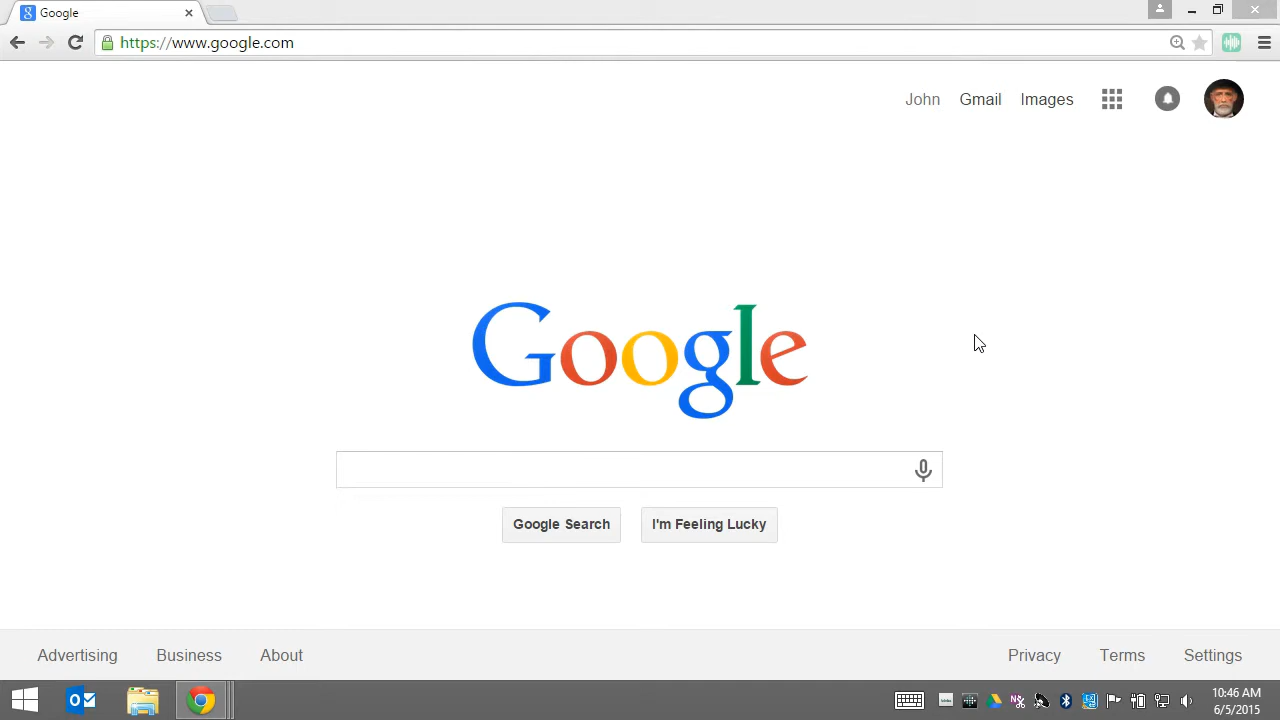 Google
https://www.google.com
John Gmail Images
Google
Google Search I'm Feeling Lucky
Advertising Business About Privacy Terms Settings
10:46 AM
6/5/2015